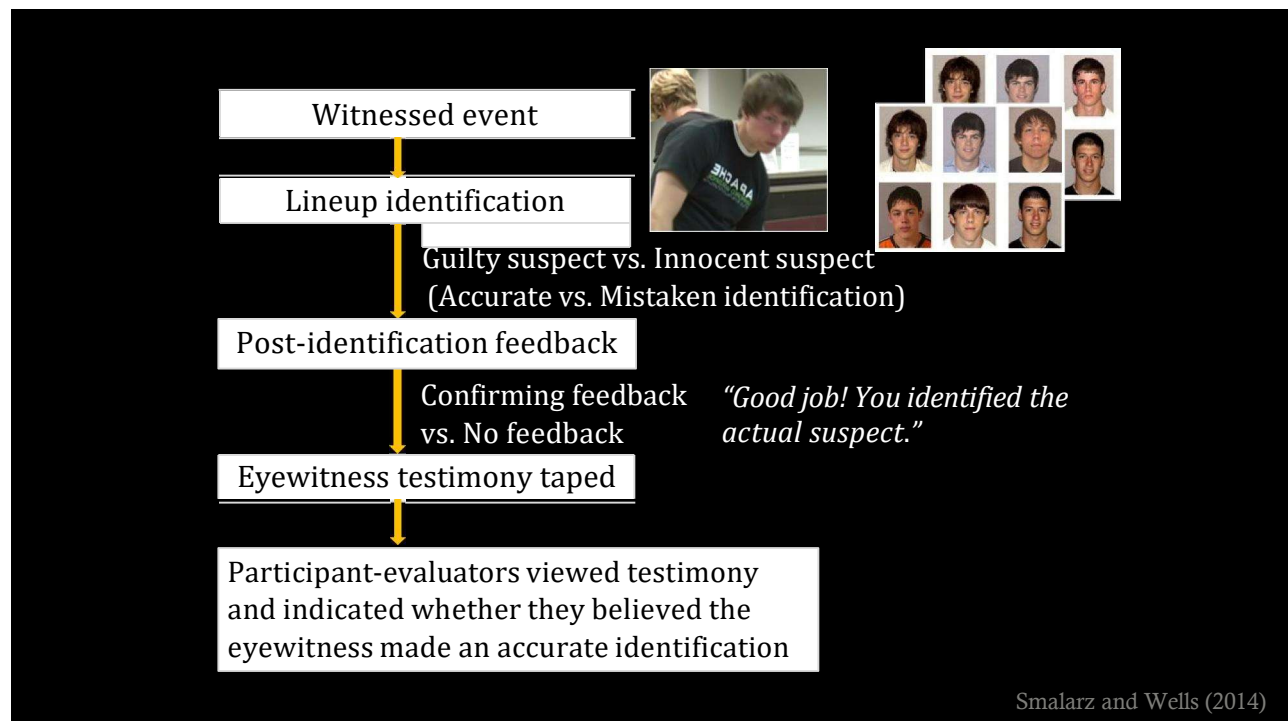 Witnessed event
Lineup identification
APACHE
Guilty suspect vs. Innocent suspect
(Accurate vs. Mistaken identification)
Post-identification feedback
Confirming feedback
vs. No feedback
“Good job! You identified the
actual suspect.”
Eyewitness testimony taped
Participant-evaluators viewed testimony
and indicated whether they believed the
eyewitness made an accurate identification
Smalarz and Wells (2014)